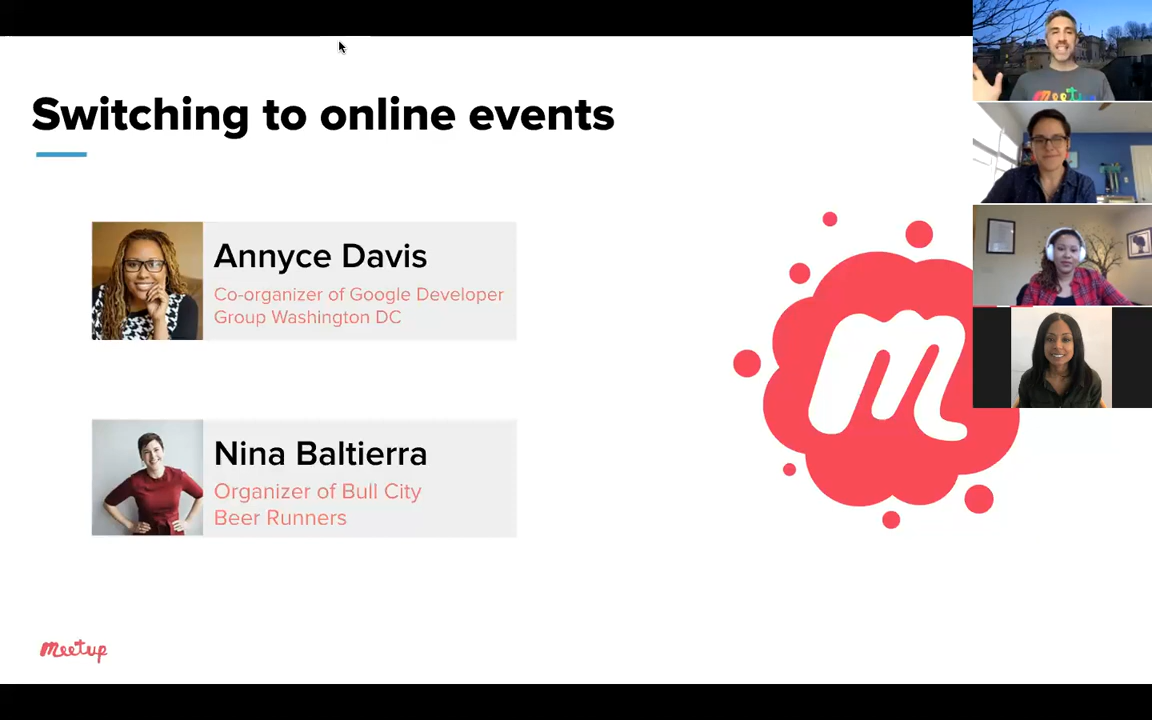 Switching to online events
Annyce Davis
Co-organizer of Google Developer
Group Washington DC
Nina Baltierra
Organizer of Bull City
Beer Runners
m
meetup
Meetup